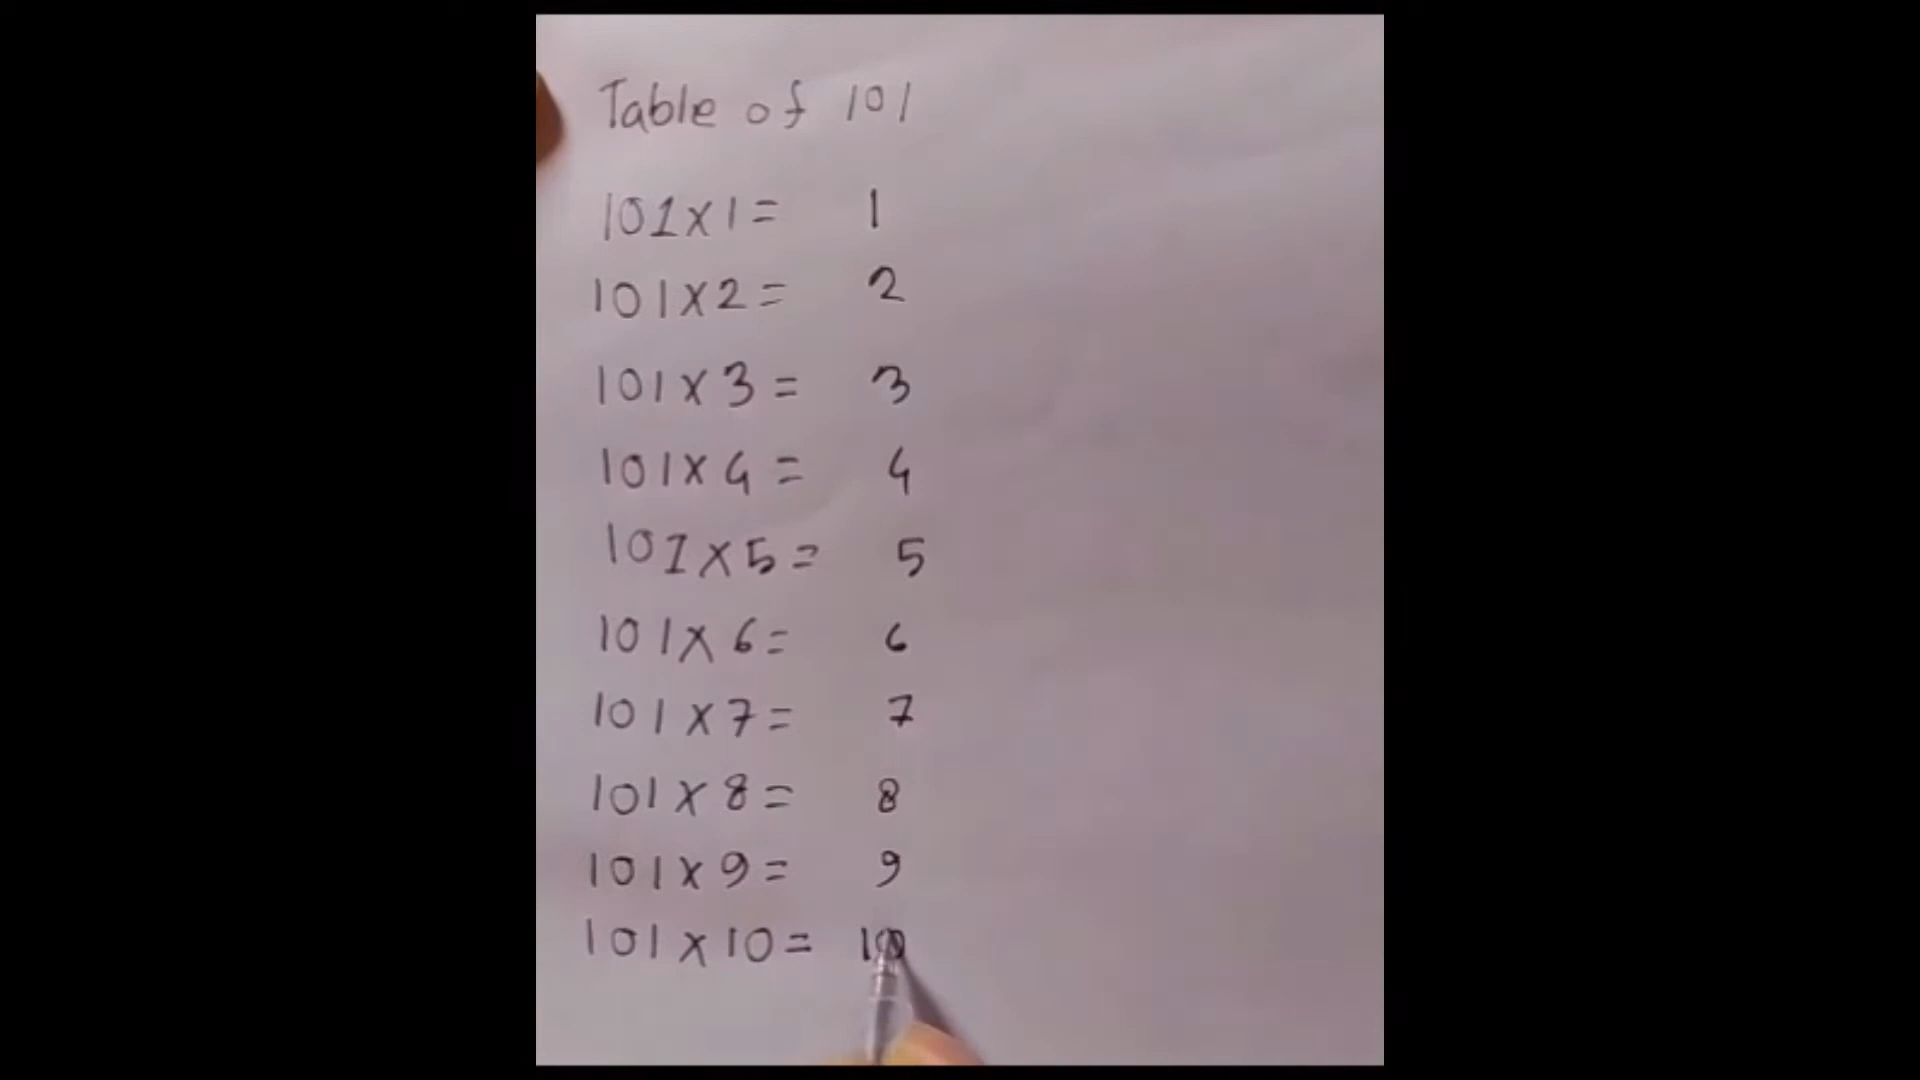 Table of 101
101x1= 1
101x2= 2
101x3= 3
101x4= 4
101x5= 5
101x6= 6
101x7= 7
101x8= 8
101x9= 9
101x10= 10